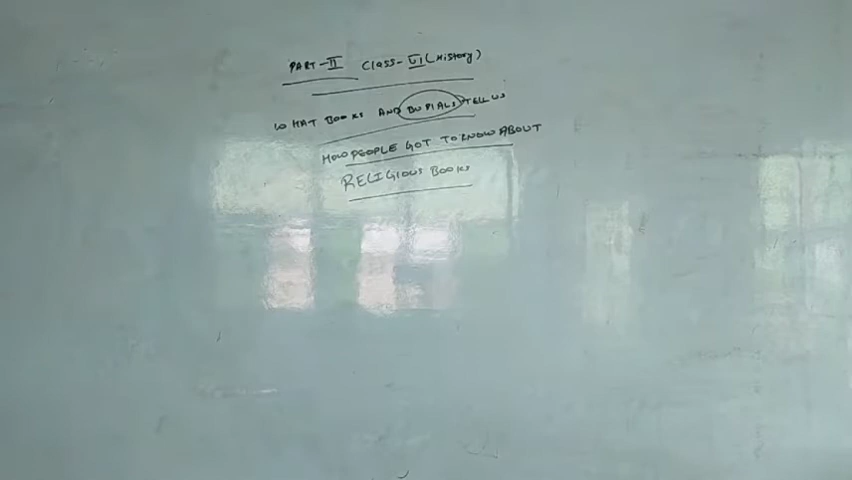 PART-II Class-VI (History)
WHAT BOOKS AND BURIALS TELL US
HOW PEOPLE GOT TO KNOW ABOUT
RELIGIOUS BOOKS